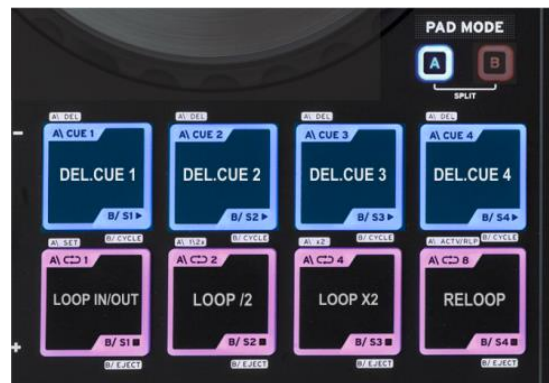 PAD MODE
A B
SPLIT
A\ DEL A\ DEL A\ DEL A\ DEL
A\ CUE 1 A\ CUE 2 A\ CUE 3 A\ CUE 4
DEL.CUE 1 DEL.CUE 2 DEL.CUE 3 DEL.CUE 4
B/ S1 B/ S2 B/ S3 B/ S4
B/ CYCLE B/ CYCLE B/ CYCLE B/ CYCLE
A\ SET A\ 1\2x A\ x2 A\ ACTV/RLP
A\ 1 A\ 2 A\ 4 A\ 8
LOOP IN/OUT LOOP /2 LOOP X2 RELOOP
B/ S1 B/ S2 B/ S3 B/ S4
B/ EJECT B/ EJECT B/ EJECT B/ EJECT